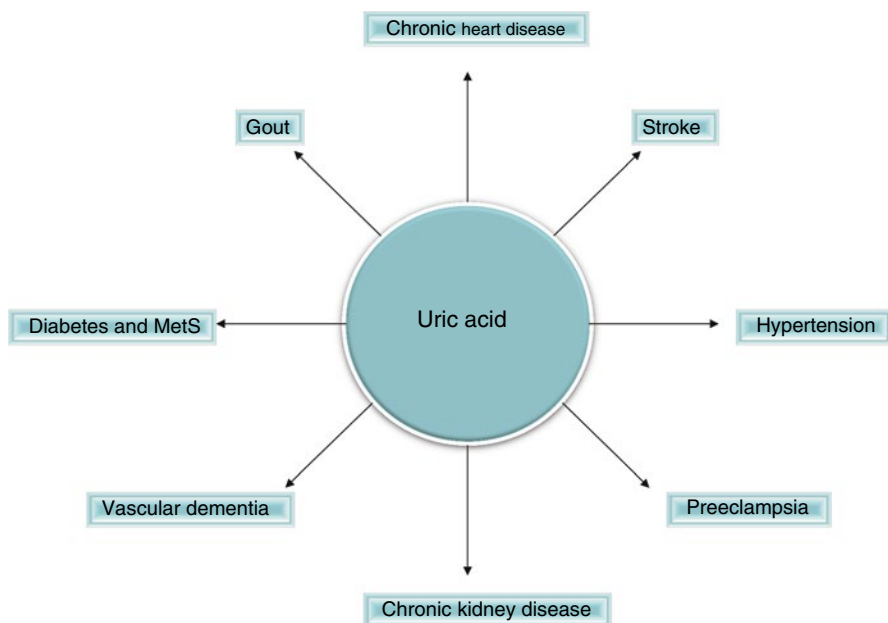 Chronic heart disease
Gout
Stroke
Diabetes and MetS
Uric acid
Hypertension
Vascular dementia
Preeclampsia
Chronic kidney disease